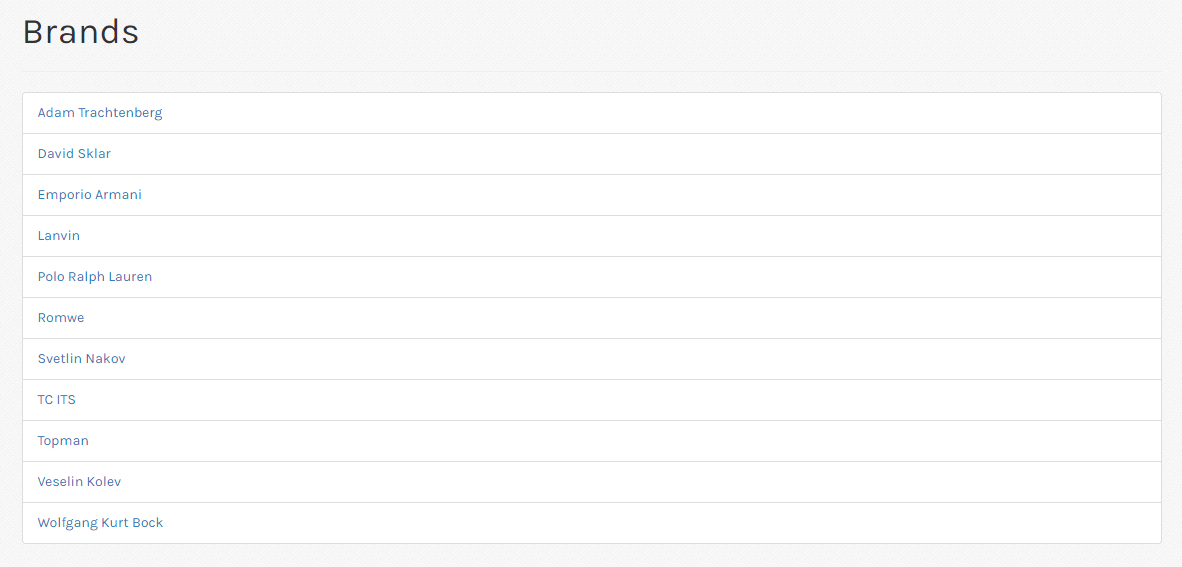 Brands
Adam Trachtenberg
David Sklar
Emporio Armani
Lanvin
Polo Ralph Lauren
Romwe
Svetlin Nakov
TC ITS
Topman
Veselin Kolev
Wolfgang Kurt Bock